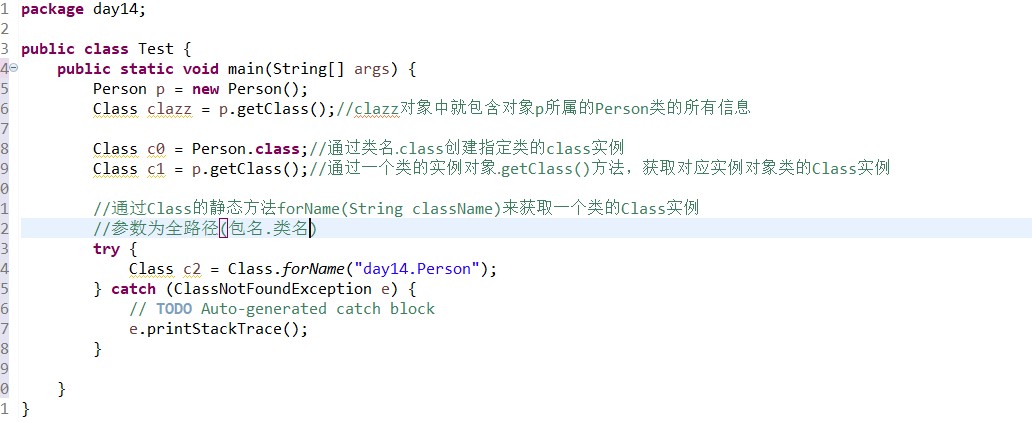 1 package day14;
2
3 public class Test {
4 public static void main(String[] args) {
5 Person p = new Person();
6 Class clazz = p.getClass();//clazz对象中就包含对象p所属的Person类的所有信息
7
8 Class c0 = Person.class;//通过类名.class创建指定类的class实例
9 Class c1 = p.getClass();//通过一个类的实例对象.getClass()方法，获取对应实例对象类的Class实例
0
1 //通过Class的静态方法forName(String className)来获取一个类的Class实例
2 //参数为全路径(包名.类名)
3 try {
4 Class c2 = Class.forName("day14.Person");
5 } catch (ClassNotFoundException e) {
6 // TODO Auto-generated catch block
7 e.printStackTrace();
8 }
9
0 }
1 }